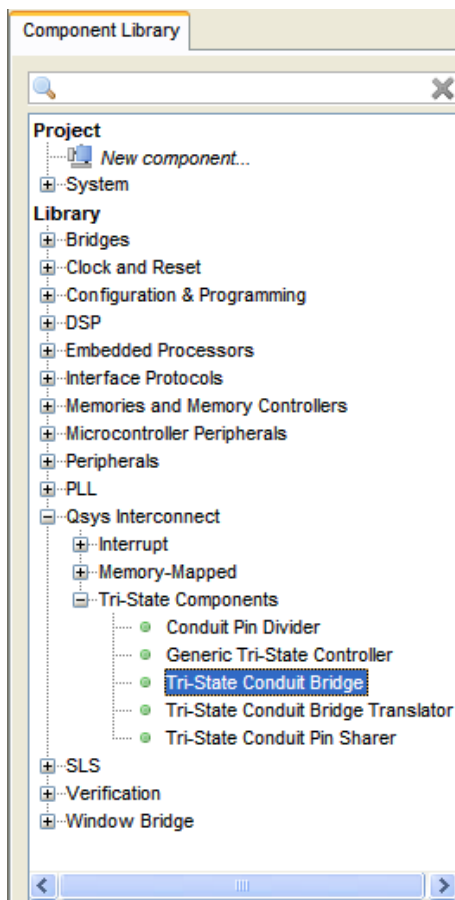 Component Library
Project
New component...
System
Library
Bridges
Clock and Reset
Configuration & Programming
DSP
Embedded Processors
Interface Protocols
Memories and Memory Controllers
Microcontroller Peripherals
Peripherals
PLL
Qsys Interconnect
Interrupt
Memory-Mapped
Tri-State Components
Conduit Pin Divider
Generic Tri-State Controller
Tri-State Conduit Bridge
Tri-State Conduit Bridge Translator
Tri-State Conduit Pin Sharer
SLS
Verification
Window Bridge